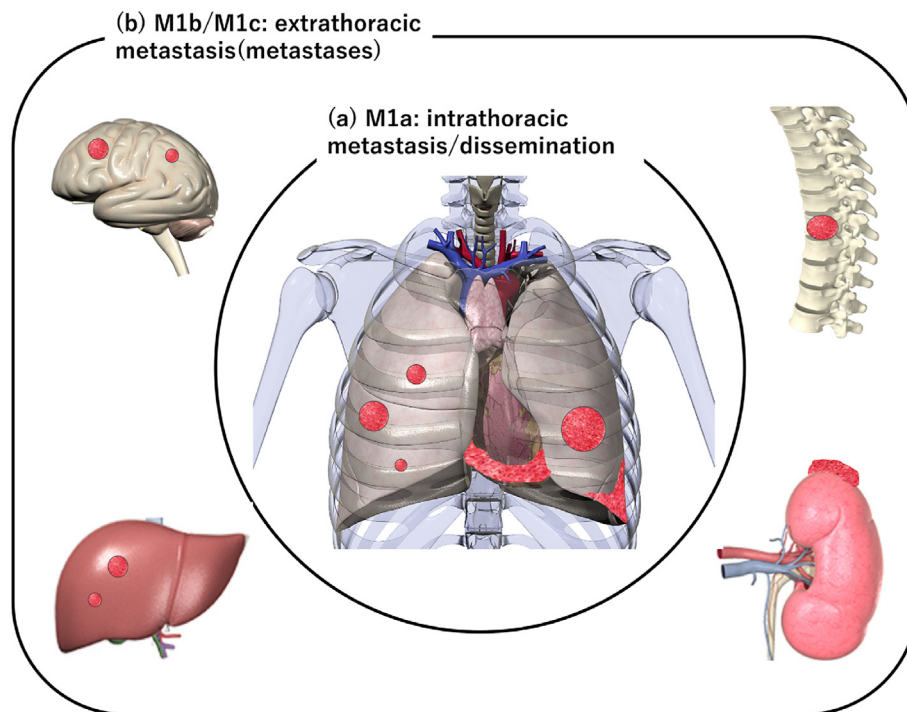 (b) M1b/M1c: extrathoracic
metastasis(metastases)
(a) M1a: intrathoracic
metastasis/dissemination